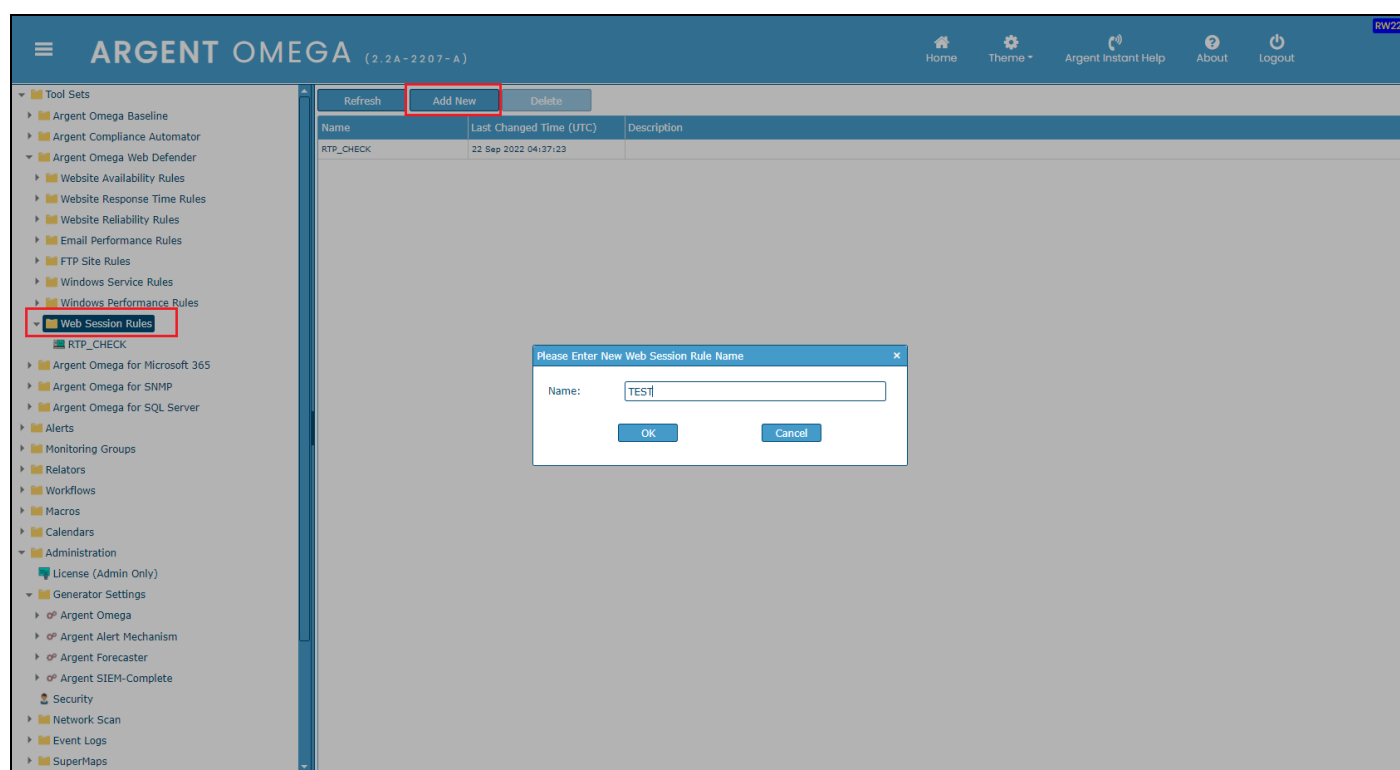 RW22
ARGENT OMEGA (2.2A-2207-A)
Home
Theme
Argent Instant Help
About
Logout
Tool Sets
Argent Omega Baseline
Argent Compliance Automator
Argent Omega Web Defender
Website Availability Rules
Website Response Time Rules
Website Reliability Rules
Email Performance Rules
FTP Site Rules
Windows Service Rules
Windows Performance Rules
Web Session Rules
RTP_CHECK
Argent Omega for Microsoft 365
Argent Omega for SNMP
Argent Omega for SQL Server
Alerts
Monitoring Groups
Relators
Workflows
Macros
Calendars
Administration
License (Admin Only)
Generator Settings
Argent Omega
Argent Alert Mechanism
Argent Forecaster
Argent SIEM-Complete
Security
Network Scan
Event Logs
SuperMaps
Refresh Add New Delete
Name Last Changed Time (UTC) Description
RTP_CHECK 22 Sep 2022 04:37:23
Please Enter New Web Session Rule Name ×
Name: TEST
OK Cancel